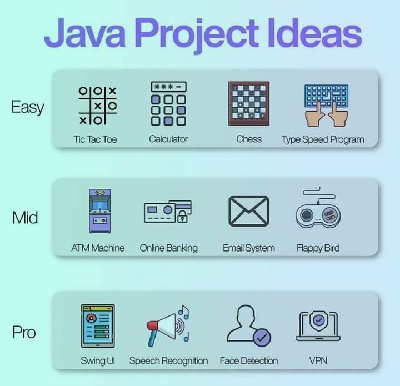 Java Project Ideas
Easy
Tic Tac Toe
Calculator
Chess
Type Speed Program
Mid
ATM Machine
Online Banking
Email System
Flappy Bird
Pro
Swing UI
Speech Recognition
Face Detection
VPN